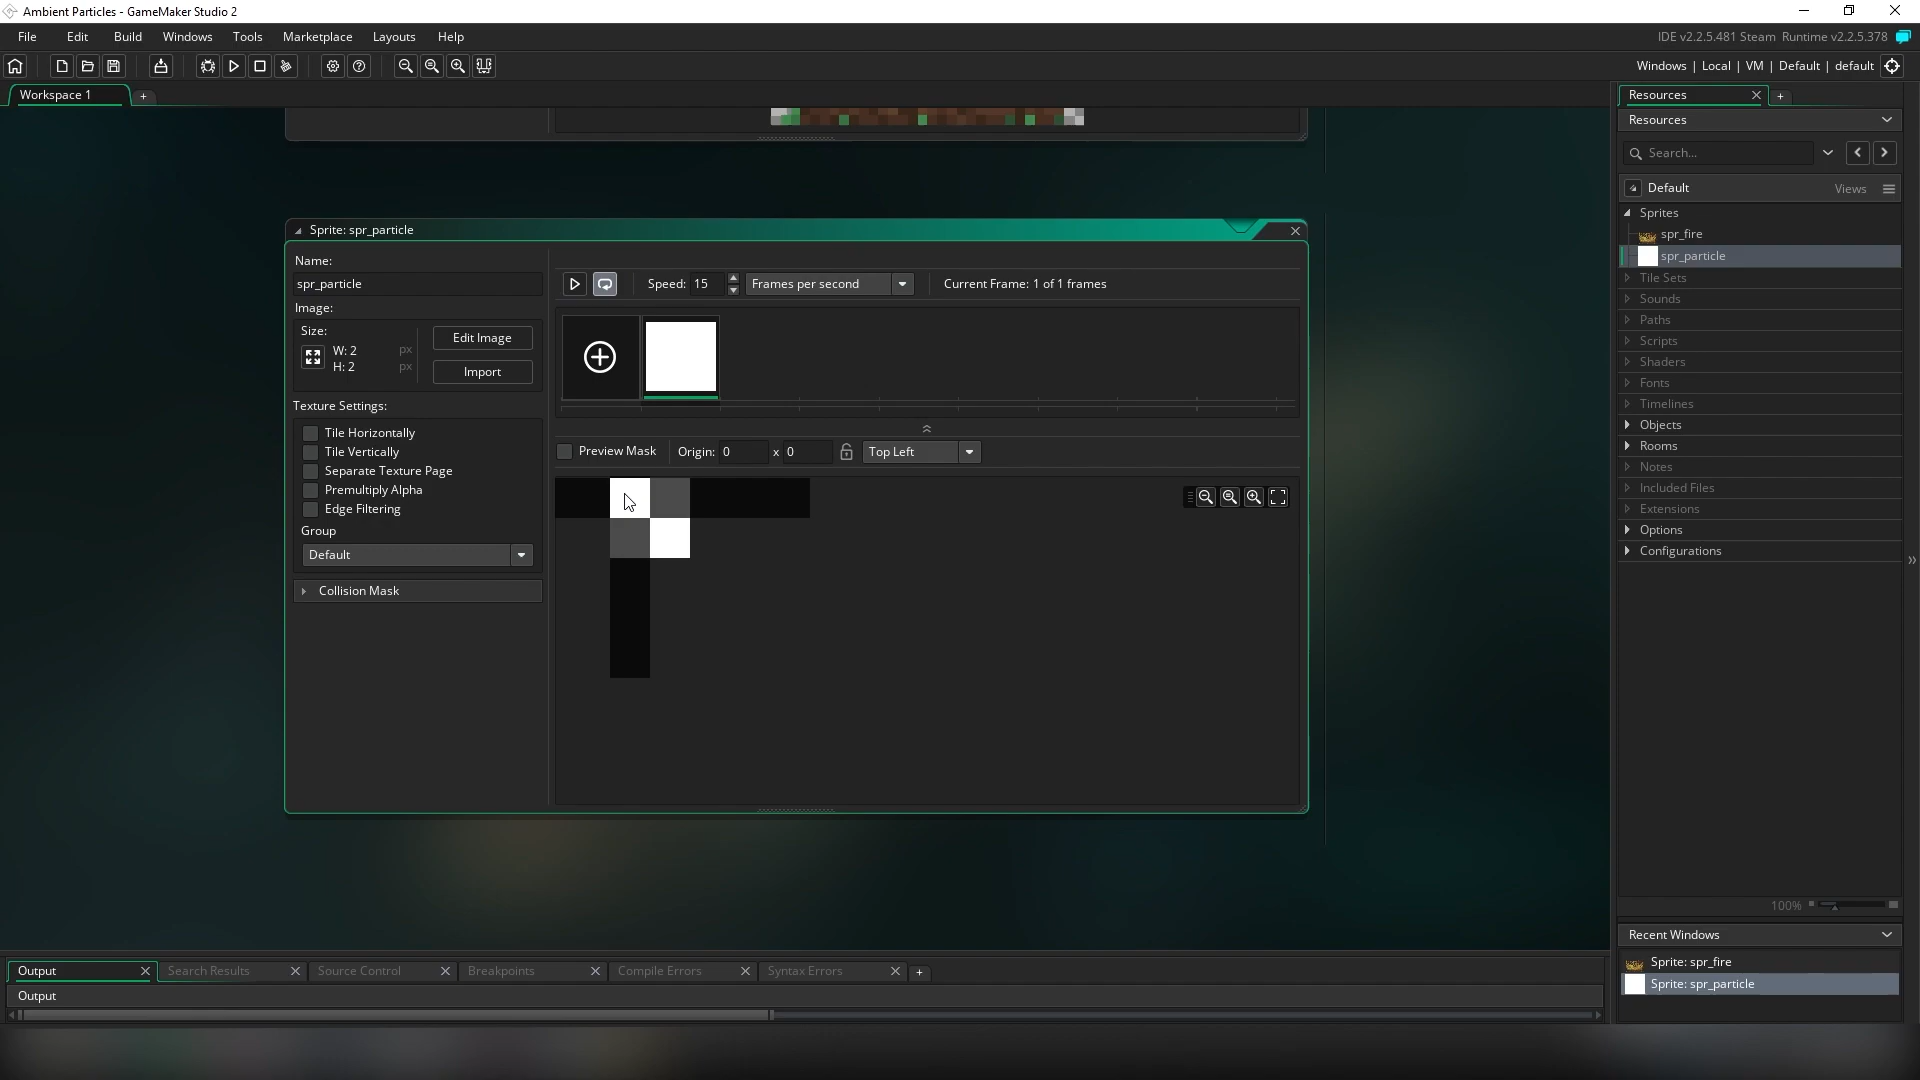 Ambient Particles - GameMaker Studio 2
File Edit Build Windows Tools Marketplace Layouts Help
IDE v2.2.5.481 Steam Runtime v2.2.5.378
Windows | Local | VM | Default | default
Workspace 1
Resources
Resources
Search...
Default Views
Sprites
spr_fire
spr_particle
Tile Sets
Sounds
Paths
Scripts
Shaders
Fonts
Timelines
Objects
Rooms
Notes
Included Files
Extensions
Options
Configurations
100%
Recent Windows
Sprite: spr_fire
Sprite: spr_particle
Sprite: spr_particle
Name:
spr_particle
Image:
Size:
W: 2 px
H: 2 px
Edit Image
Import
Texture Settings:
Tile Horizontally
Tile Vertically
Separate Texture Page
Premultiply Alpha
Edge Filtering
Group
Default
Collision Mask
Speed: 15 Frames per second Current Frame: 1 of 1 frames
Preview Mask Origin: 0 x 0 Top Left
Output Search Results Source Control Breakpoints Compile Errors Syntax Errors
Output